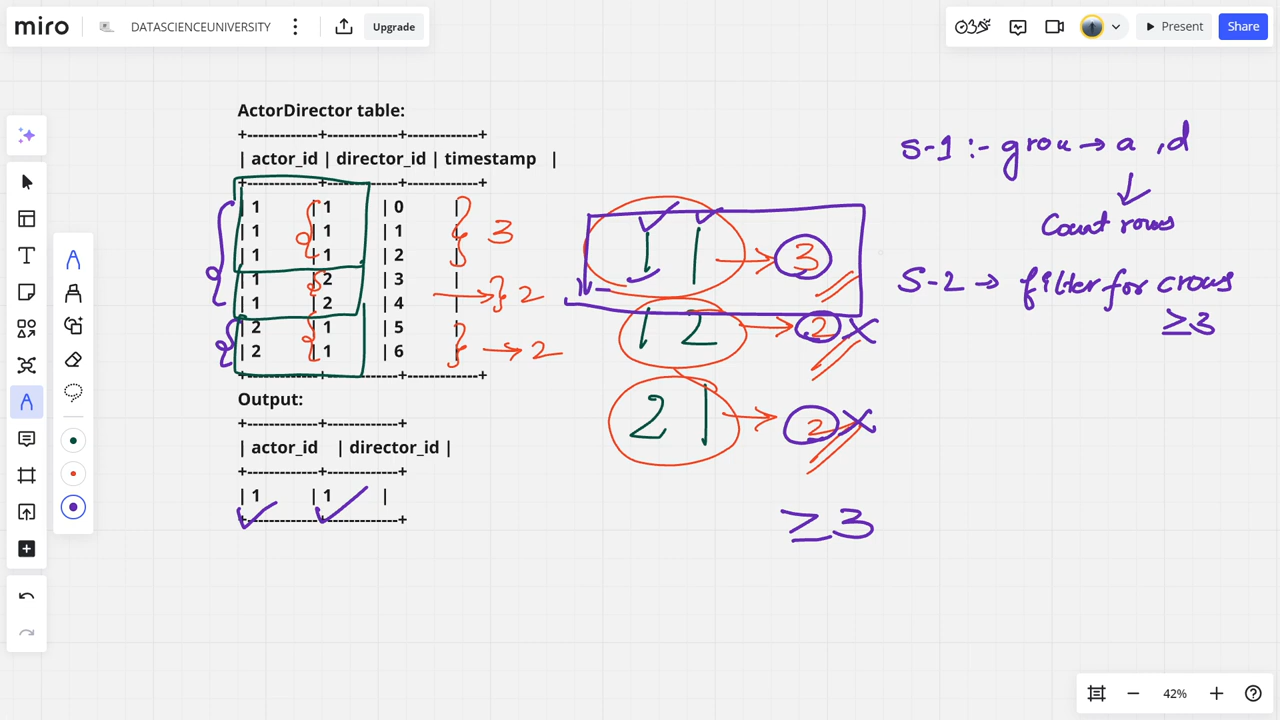 miro DATASCIENCEUNIVERSITY Upgrade Present Share
ActorDirector table:
+-------------+-------------+-------------+
| actor_id | director_id | timestamp |
+-------------+-------------+-------------+
| 1 | 1 | 0 |
| 1 | 1 | 1 |
| 1 | 1 | 2 |
| 1 | 2 | 3 |
| 1 | 2 | 4 |
| 2 | 1 | 5 |
| 2 | 1 | 6 |
+-------------+-------------+-------------+
3
→ 2
→ 2
Output:
+-------------+-------------+
| actor_id | director_id |
+-------------+-------------+
| 1 | 1 |
+-------------+-------------+
1 1 → 3
1 2 → 2 X
2 1 → 2 X
≥3
S-1 :- grou → a ,d
Count rows
S-2 → filter for crows
≥3
42%